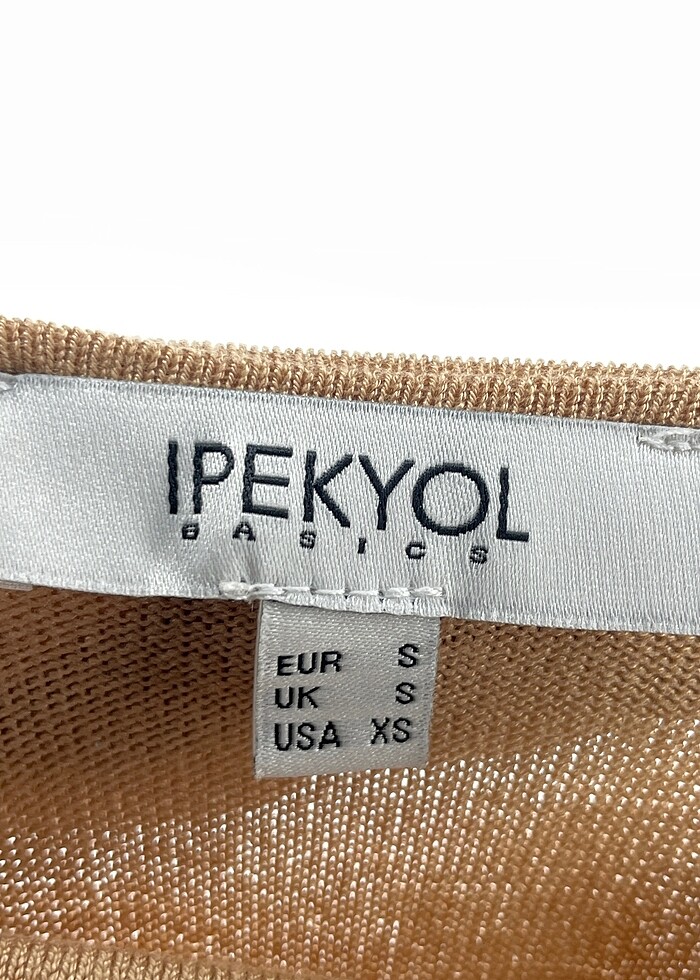 IPEKYOL
BASICS
EUR S
UK S
USA XS